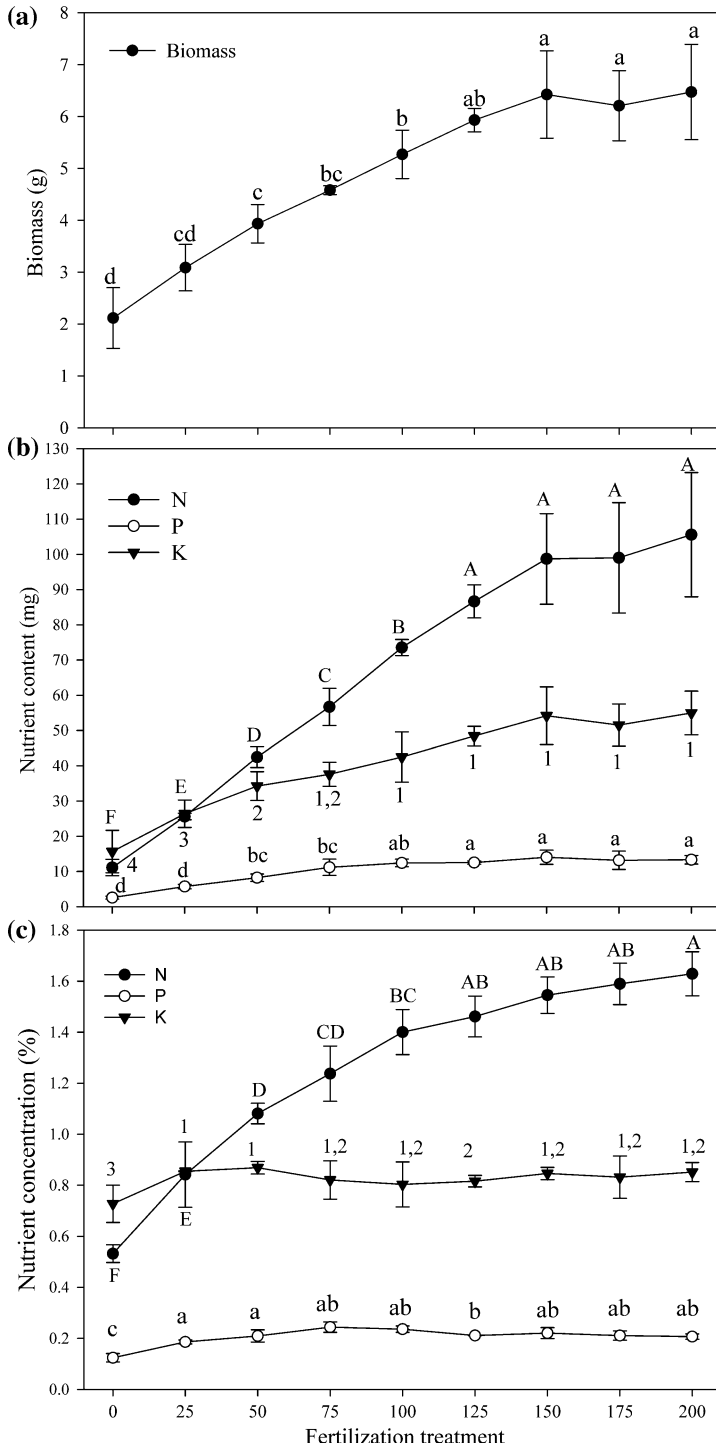 (a)
8
7
6
5
4
3
2
1
0
Biomass (g)
Biomass
d
cd
c
bc
b
ab
a
a
a
(b)
130
120
110
100
90
80
70
60
50
40
30
20
10
0
Nutrient content (mg)
N
P
K
F
E
D
C
B
A
A
A
A
4
3
2
1,2
1
1
1
1
1
d
d
bc
bc
ab
a
a
a
a
(c)
1.8
1.6
1.4
1.2
1.0
0.8
0.6
0.4
0.2
0.0
Nutrient concentration (%)
N
P
K
F
E
D
CD
BC
AB
AB
AB
A
3
1
1
1,2
1,2
2
1,2
1,2
1,2
c
a
a
ab
ab
b
ab
ab
ab
0 25 50 75 100 125 150 175 200
Fertilization treatment